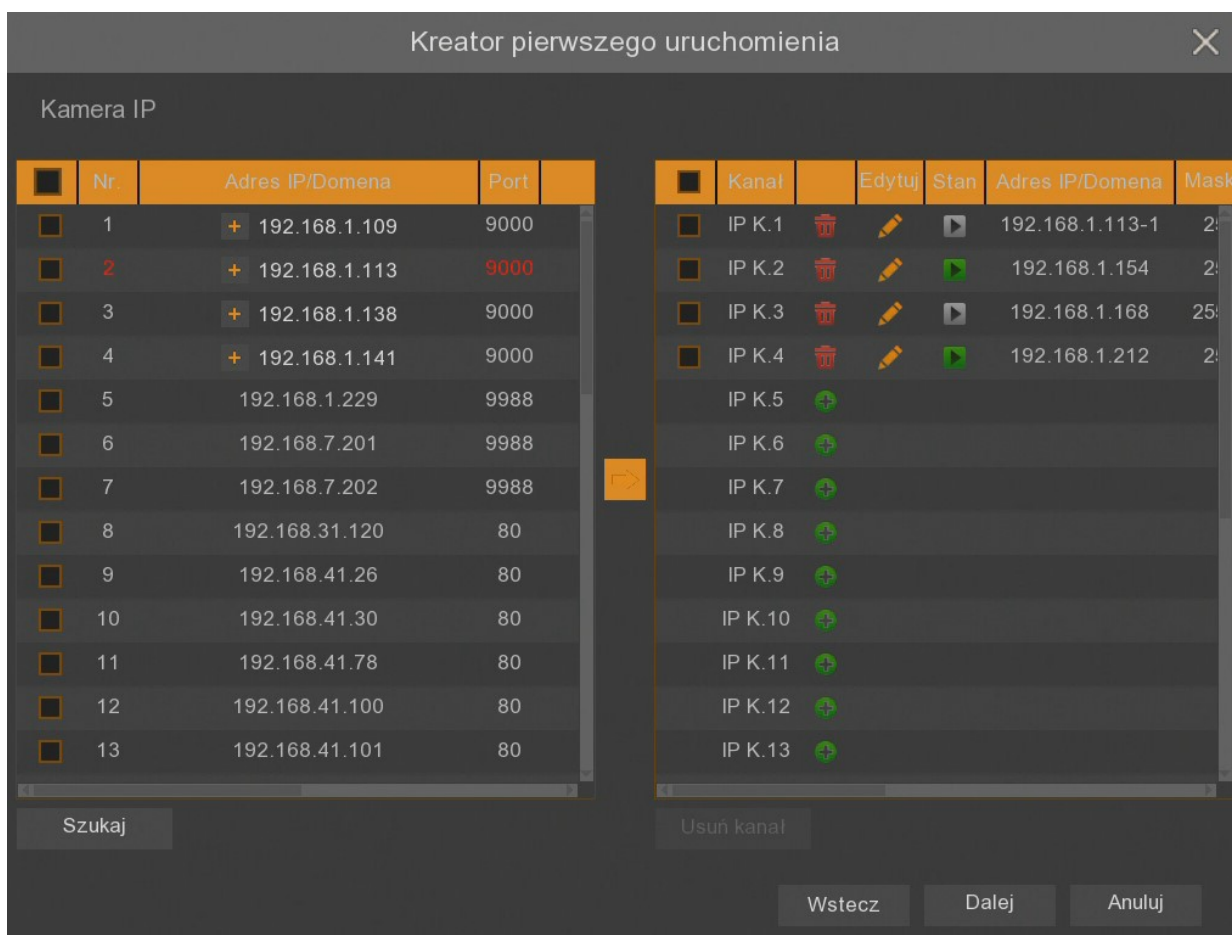 Kreator pierwszego uruchomienia
Kamera IP
Nr. Adres IP/Domena Port
1 + 192.168.1.109 9000
2 + 192.168.1.113 9000
3 + 192.168.1.138 9000
4 + 192.168.1.141 9000
5 192.168.1.229 9988
6 192.168.7.201 9988
7 192.168.7.202 9988
8 192.168.31.120 80
9 192.168.41.26 80
10 192.168.41.30 80
11 192.168.41.78 80
12 192.168.41.100 80
13 192.168.41.101 80
Szukaj
Kanał Edytuj Stan Adres IP/Domena Mask
IP K.1 192.168.1.113-1
IP K.2 192.168.1.154
IP K.3 192.168.1.168
IP K.4 192.168.1.212
IP K.5
IP K.6
IP K.7
IP K.8
IP K.9
IP K.10
IP K.11
IP K.12
IP K.13
Usuń kanał
Wstecz Dalej Anuluj